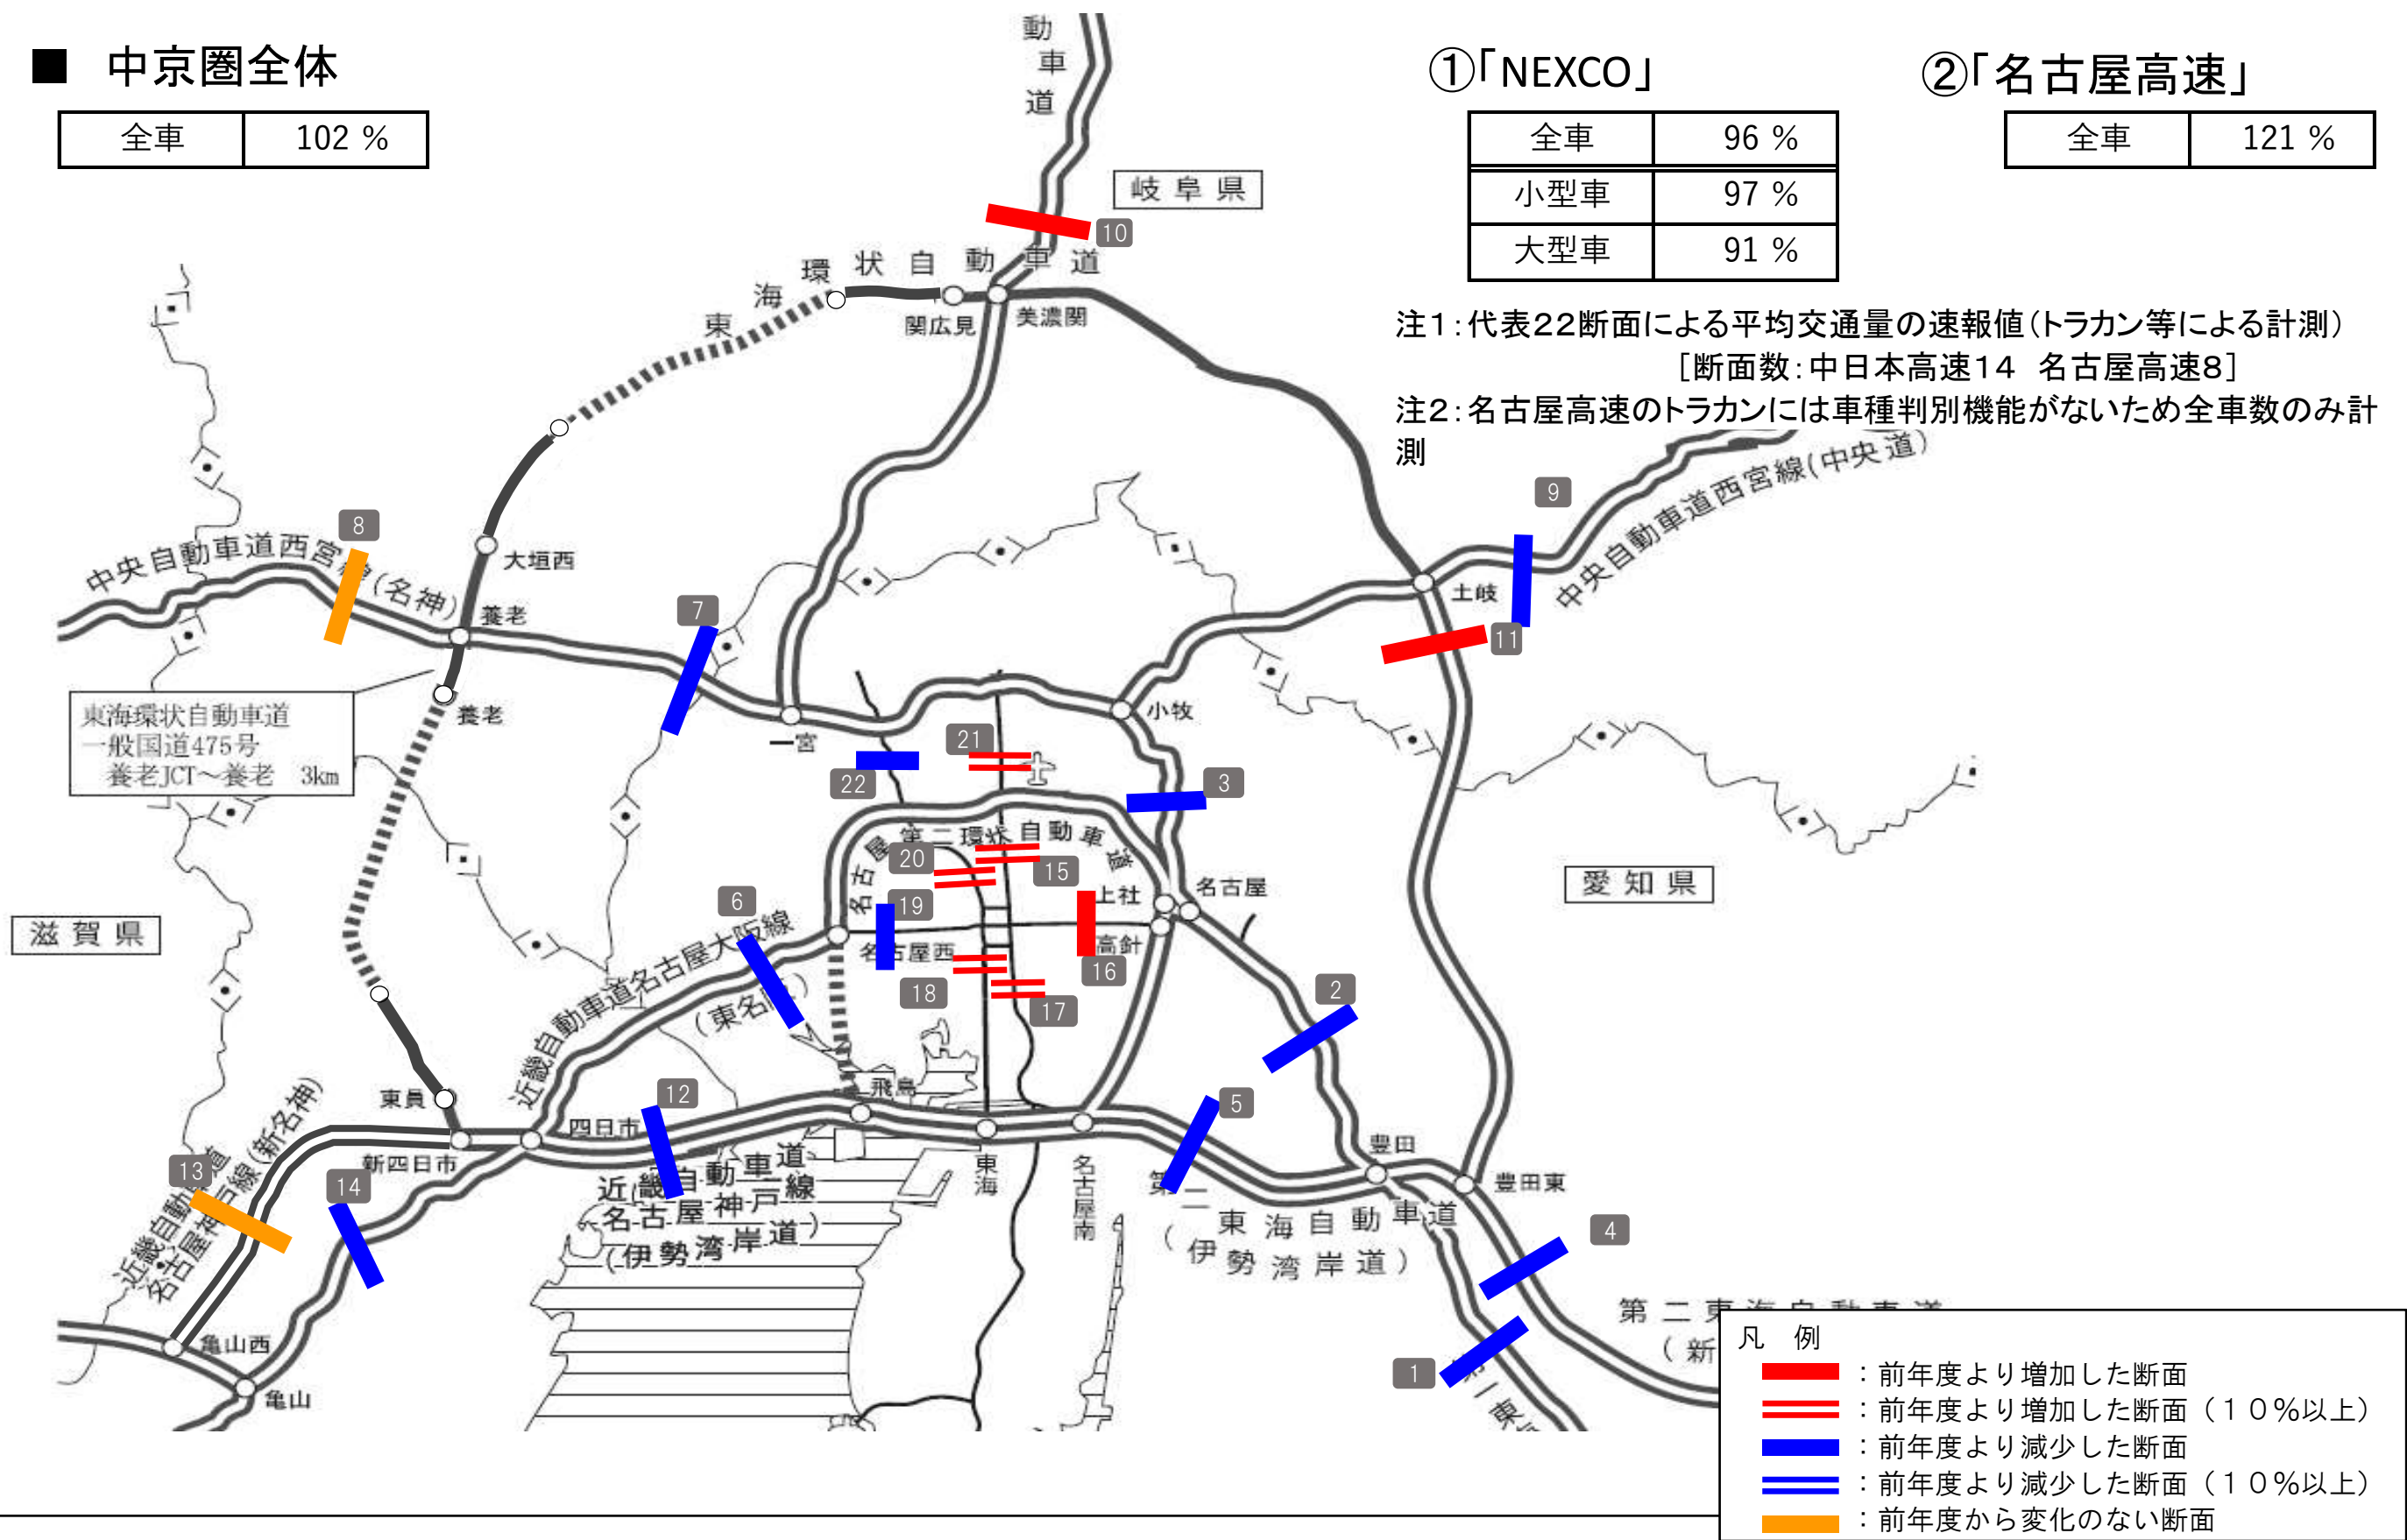 ■ 中京圏全体
全車 102 %
①「NEXCO」
全車 96 %
小型車 97 %
大型車 91 %
②「名古屋高速」
全車 121 %
注1：代表22断面による平均交通量の速報値（トラカン等による計測）
［断面数：中日本高速14 名古屋高速8］
注2：名古屋高速のトラカンには車種判別機能がないため全車数のみ計
測
動車道
岐阜県
10
東海環状自動車道
関広見
美濃関
中央自動車道西宮線(中央道)
9
8
中央自動車道西宮線(名神)
大垣西
養老
7
土岐
11
東海環状自動車道
一般国道475号
養老JCT～養老 3km
養老
一宮
小牧
21
22
3
名古屋第二環状自動車道
20
15
上社
名古屋
愛知県
19
6
滋賀県
名古屋西
高針
16
近畿自動車道名古屋大阪線
(東名阪)
18
17
2
東員
12
飛島
5
四日市
新四日市
豊田
豊田東
13
14
近畿自動車道
名古屋神戸線(新名神)
近畿自動車道
名古屋神戸線
(伊勢湾岸道)
東海
名古屋南
第二東海自動車道
(伊勢湾岸道)
4
亀山西
亀山
1
第一東
第二東海自動車道
(新
凡 例
：前年度より増加した断面
：前年度より増加した断面（１０％以上）
：前年度より減少した断面
：前年度より減少した断面（１０％以上）
：前年度から変化のない断面